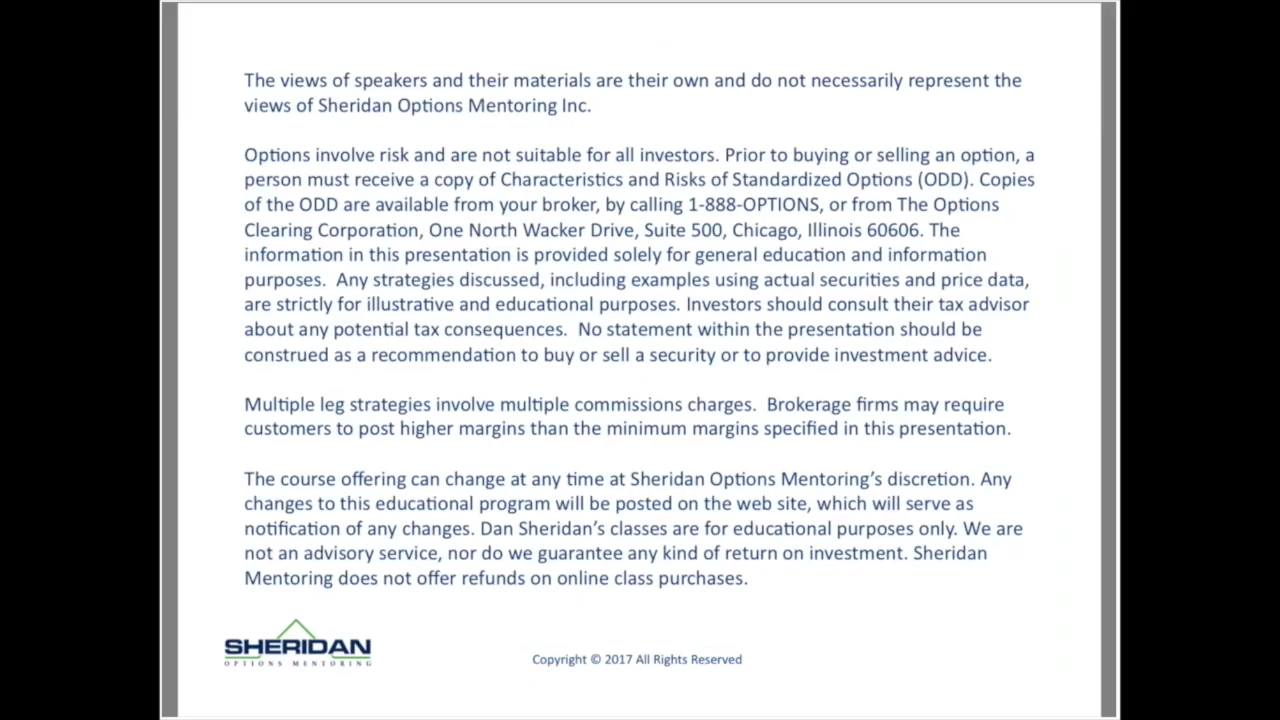 The views of speakers and their materials are their own and do not necessarily represent the
views of Sheridan Options Mentoring Inc.
Options involve risk and are not suitable for all investors. Prior to buying or selling an option, a
person must receive a copy of Characteristics and Risks of Standardized Options (ODD). Copies
of the ODD are available from your broker, by calling 1-888-OPTIONS, or from The Options
Clearing Corporation, One North Wacker Drive, Suite 500, Chicago, Illinois 60606. The
information in this presentation is provided solely for general education and information
purposes.  Any strategies discussed, including examples using actual securities and price data,
are strictly for illustrative and educational purposes. Investors should consult their tax advisor
about any potential tax consequences.  No statement within the presentation should be
construed as a recommendation to buy or sell a security or to provide investment advice.
Multiple leg strategies involve multiple commissions charges.  Brokerage firms may require
customers to post higher margins than the minimum margins specified in this presentation.
The course offering can change at any time at Sheridan Options Mentoring’s discretion. Any
changes to this educational program will be posted on the web site, which will serve as
notification of any changes. Dan Sheridan’s classes are for educational purposes only. We are
not an advisory service, nor do we guarantee any kind of return on investment. Sheridan
Mentoring does not offer refunds on online class purchases.
SHERIDAN
OPTIONS MENTORING
Copyright © 2017 All Rights Reserved